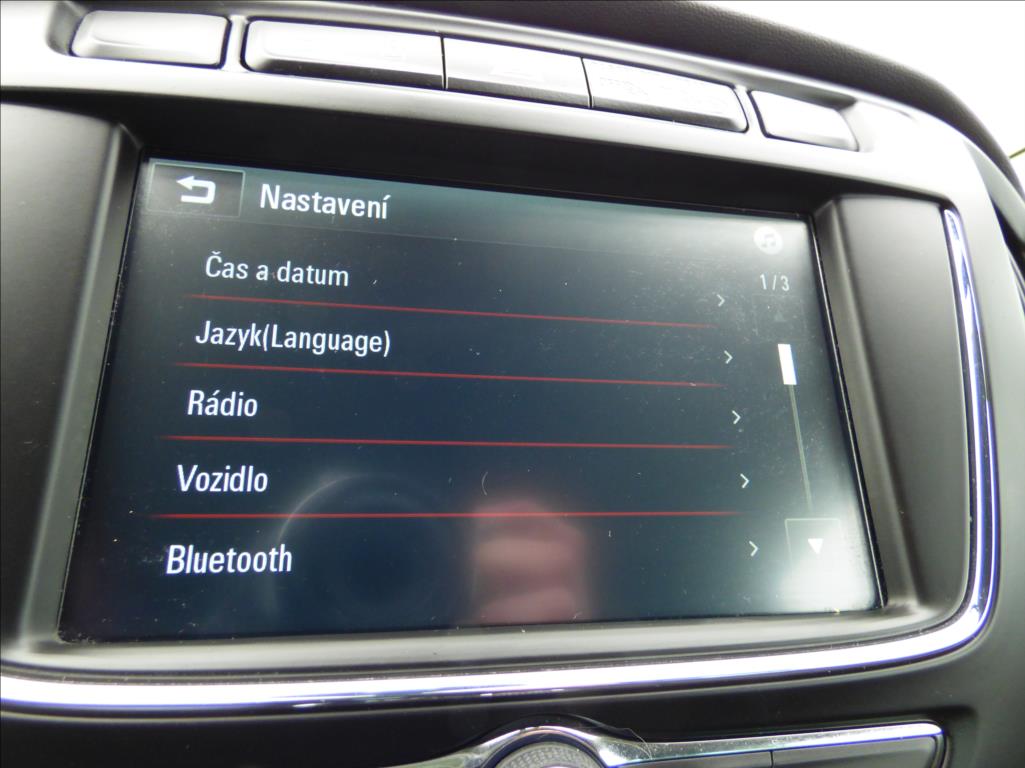 Nastavení
1/3
Čas a datum
Jazyk(Language)
Rádio
Vozidlo
Bluetooth